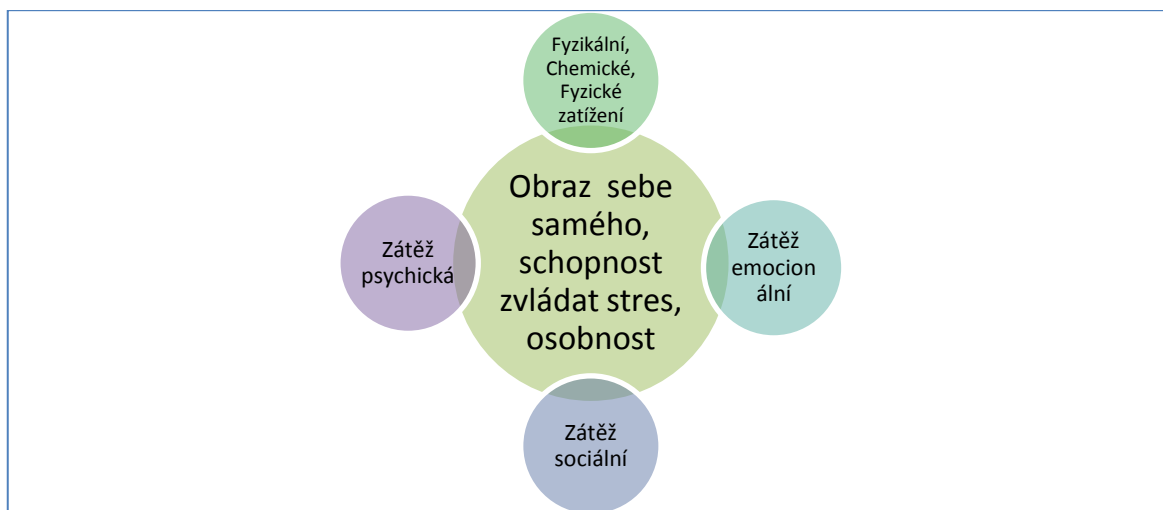 Fyzikální,
Chemické,
Fyzické
zatížení
Obraz sebe
samého,
schopnost
zvládat stres,
osobnost
Zátěž
psychická
Zátěž
emocion
ální
Zátěž
sociální